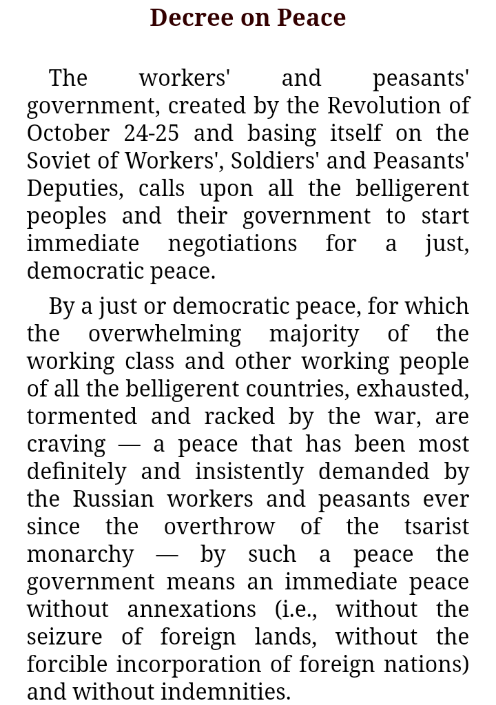 Decree on Peace
The workers' and peasants'
government, created by the Revolution of
October 24-25 and basing itself on the
Soviet of Workers', Soldiers' and Peasants'
Deputies, calls upon all the belligerent
peoples and their government to start
immediate negotiations for a just,
democratic peace.
By a just or democratic peace, for which
the overwhelming majority of the
working class and other working people
of all the belligerent countries, exhausted,
tormented and racked by the war, are
craving — a peace that has been most
definitely and insistently demanded by
the Russian workers and peasants ever
since the overthrow of the tsarist
monarchy — by such a peace the
government means an immediate peace
without annexations (i.e., without the
seizure of foreign lands, without the
forcible incorporation of foreign nations)
and without indemnities.